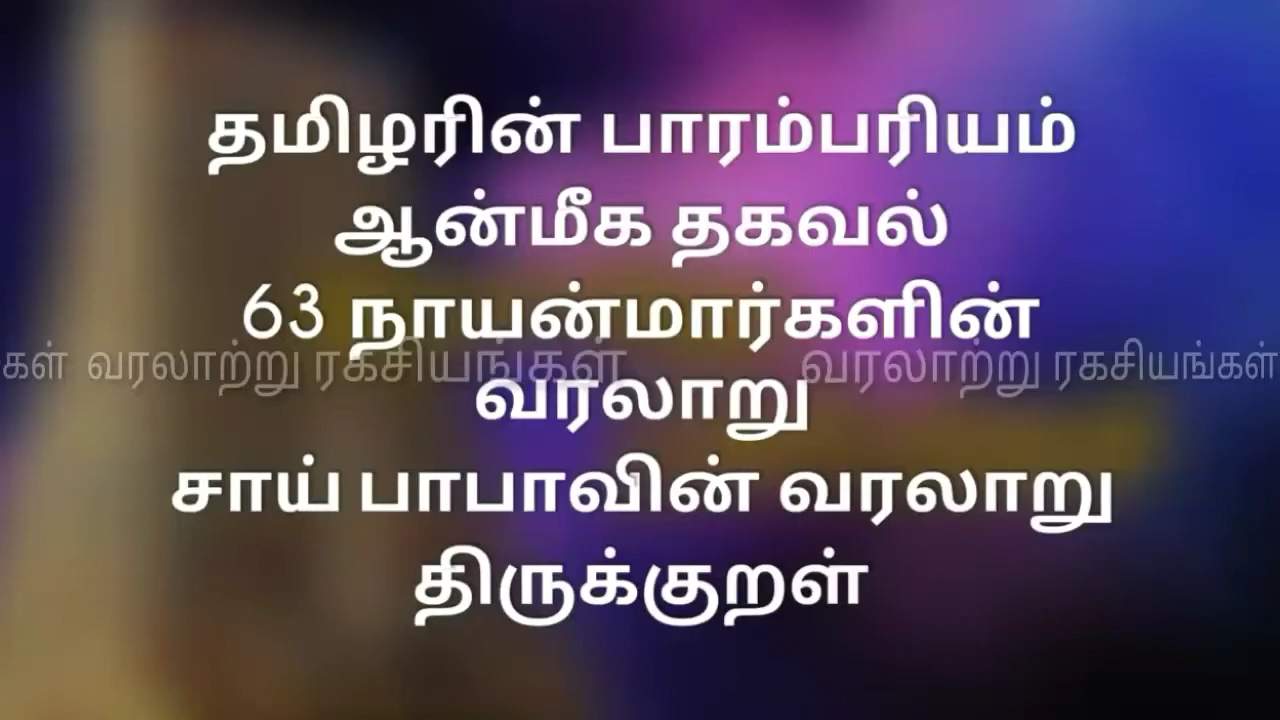 தமிழரின் பாரம்பரியம்
ஆன்மீக தகவல்
63 நாயன்மார்களின்
கள் வரலாற்று ரகசியங்கள் வரலாற்று ரகசியங்கள்
வரலாறு
சாய் பாபாவின் வரலாறு
திருக்குறள்